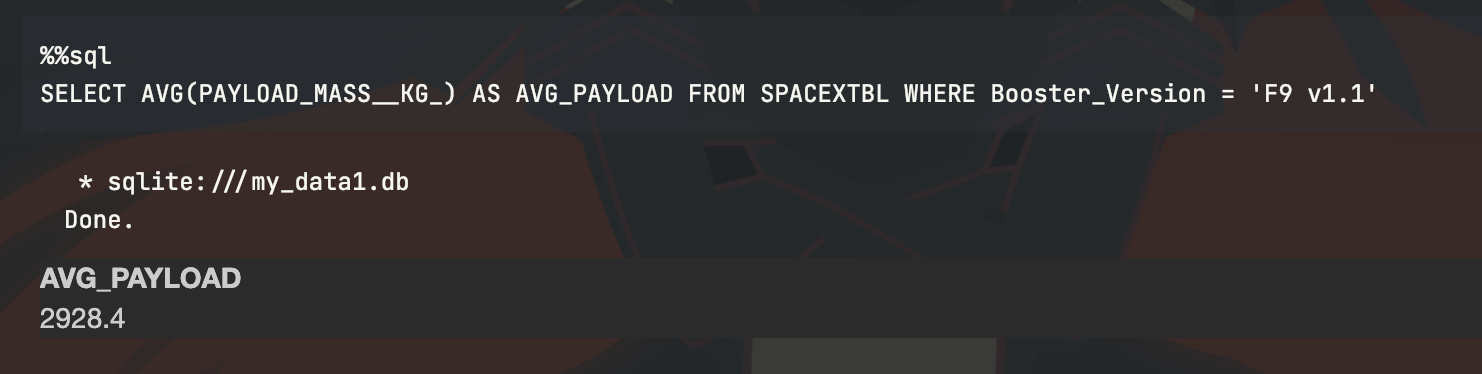 %%sql
SELECT AVG(PAYLOAD_MASS__KG_) AS AVG_PAYLOAD FROM SPACEXTBL WHERE Booster_Version = 'F9 v1.1'
* sqlite:///my_data1.db
Done.
AVG_PAYLOAD
2928.4